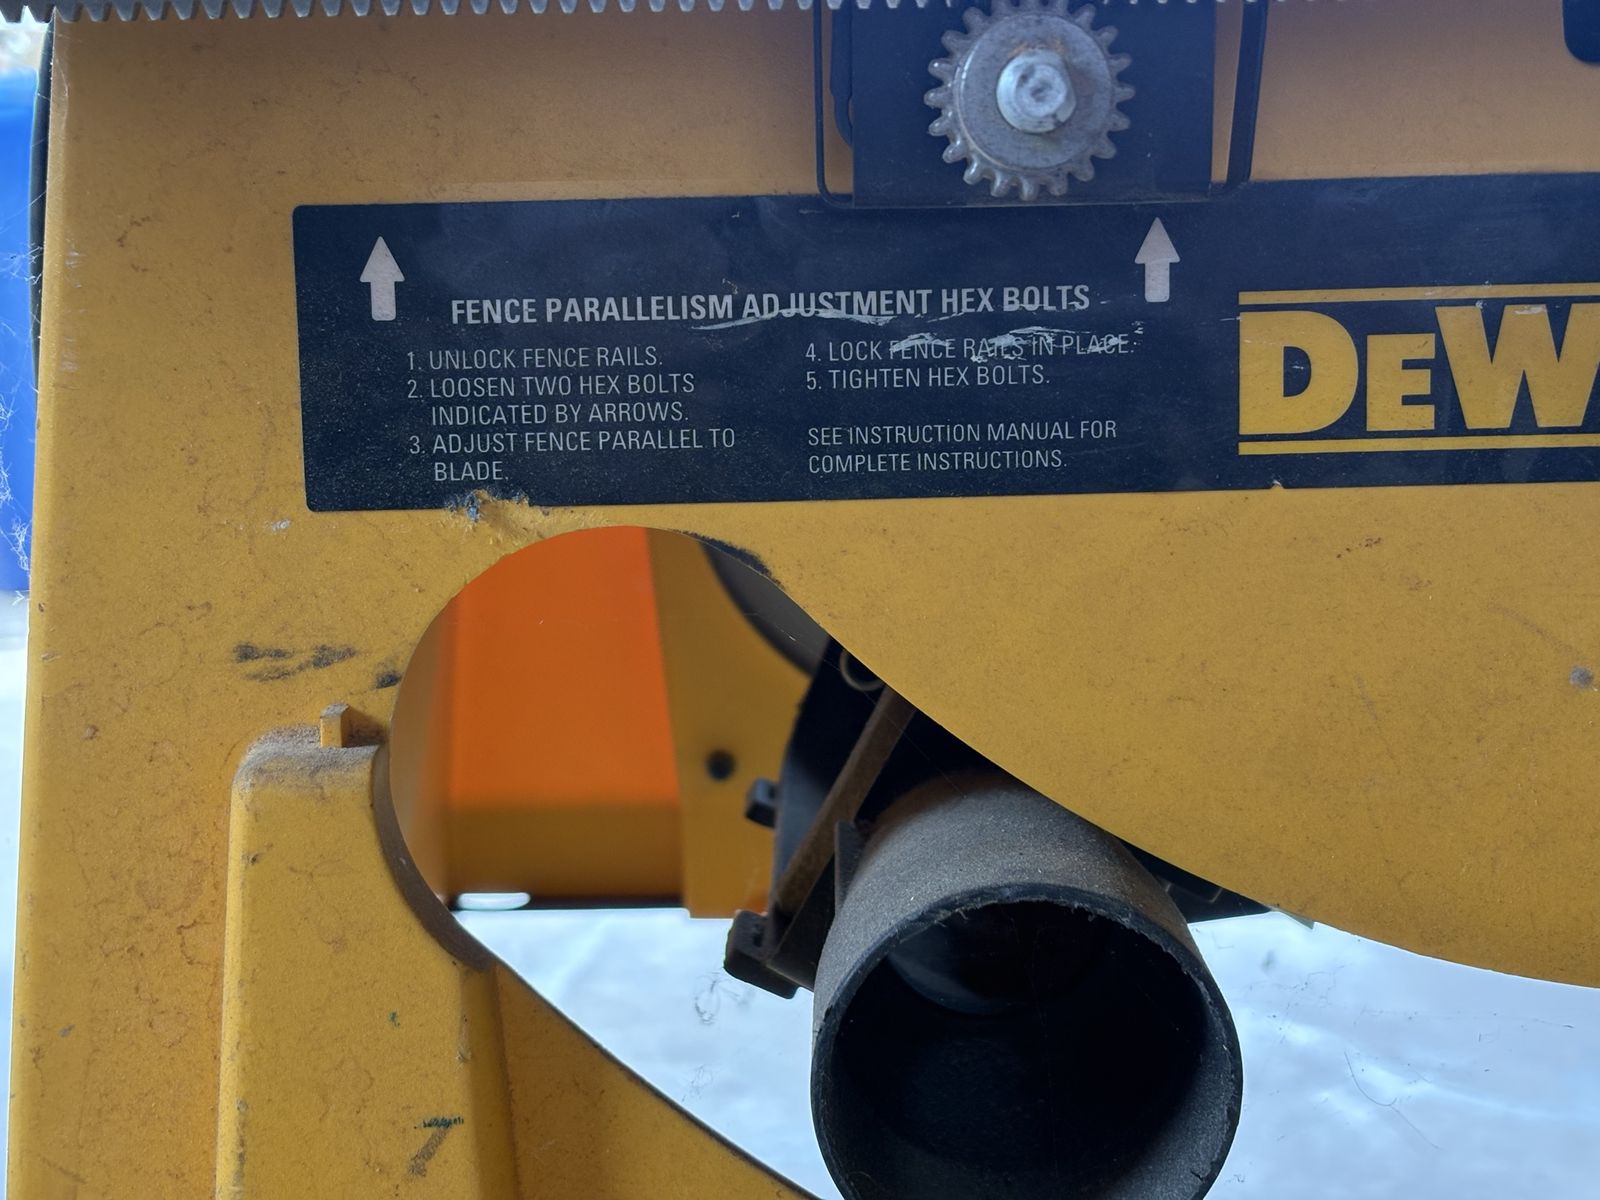 FENCE PARALLELISM ADJUSTMENT HEX BOLTS
1. UNLOCK FENCE RAILS.
2. LOOSEN TWO HEX BOLTS
INDICATED BY ARROWS.
3. ADJUST FENCE PARALLEL TO
BLADE.
4. LOCK FENCE RAILS IN PLACE.
5. TIGHTEN HEX BOLTS.
SEE INSTRUCTION MANUAL FOR
COMPLETE INSTRUCTIONS.
DEW